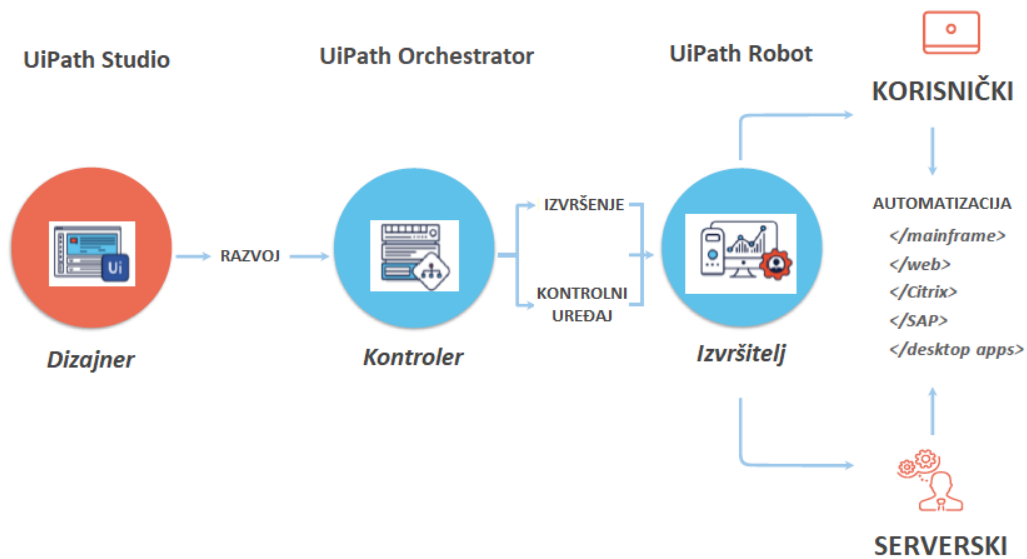 UiPath Studio
UiPath Orchestrator
UiPath Robot
KORISNIČKI
Ui
RAZVOJ
IZVRŠENJE
KONTROLNI
UREĐAJ
Dizajner
Kontroler
Izvršitelj
AUTOMATIZACIJA
</mainframe>
</web>
</Citrix>
</SAP>
</desktop apps>
SERVERSKI